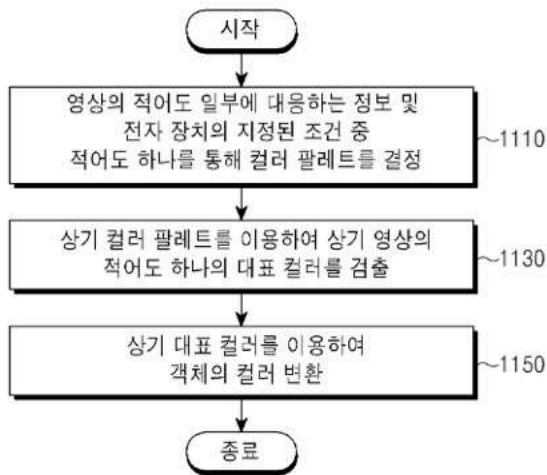 시작
영상의 적어도 일부에 대응하는 정보 및
전자 장치의 지정된 조건 중
적어도 하나를 통해 컬러 팔레트를 결정
1110
상기 컬러 팔레트를 이용하여 상기 영상의
적어도 하나의 대표 컬러를 검출
1130
상기 대표 컬러를 이용하여
객체의 컬러 변환
1150
종료